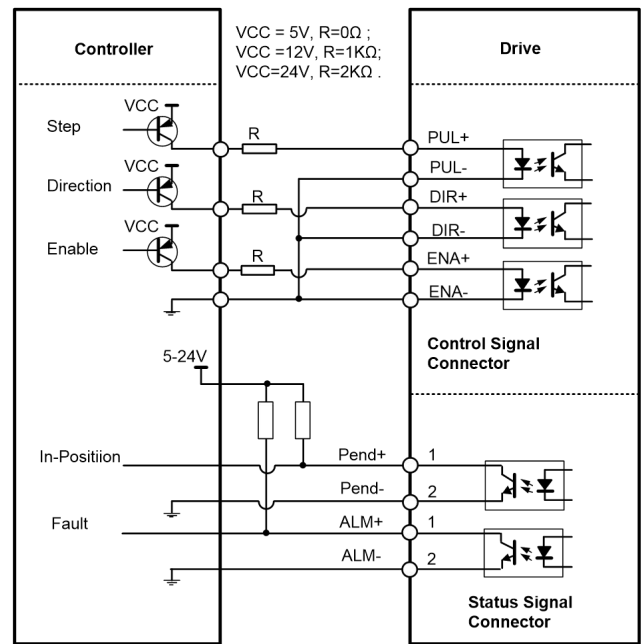 Controller
VCC = 5V, R=0Ω ;
VCC =12V, R=1KΩ;
VCC=24V, R=2KΩ .
Drive
VCC
Step
R
PUL+
PUL-
VCC
Direction
R
DIR+
DIR-
VCC
Enable
R
ENA+
ENA-
Control Signal
Connector
5-24V
In-Positiion
Pend+
1
Pend-
2
Fault
ALM+
1
ALM-
2
Status Signal
Connector